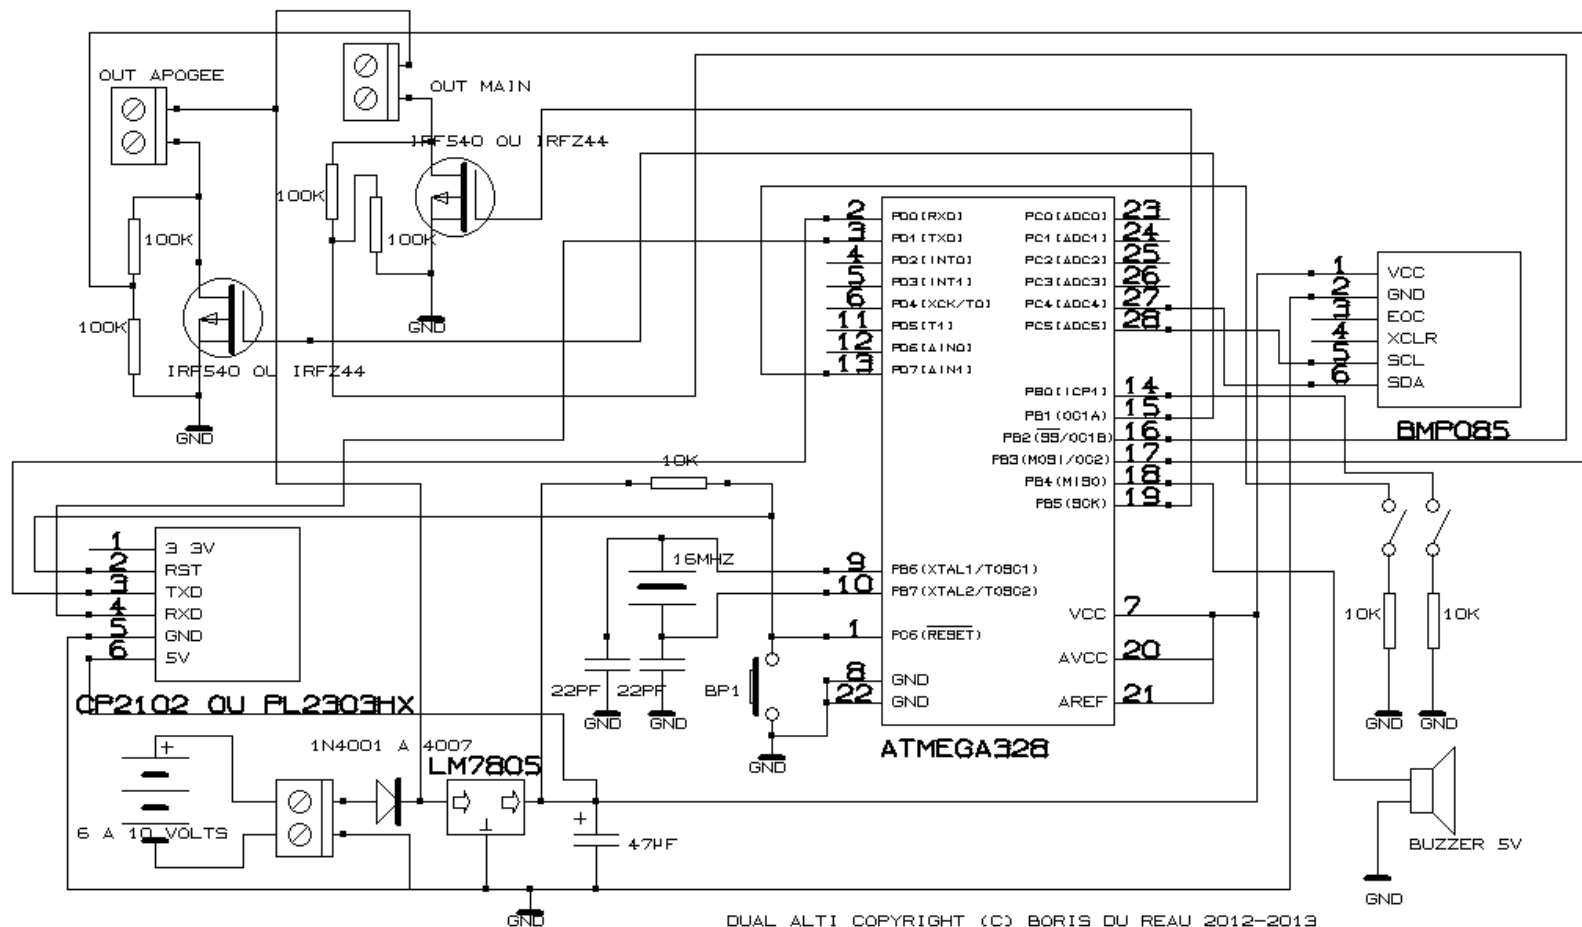 OUT APOGEE
OUT MAIN
IRF540 OU IRFZ44
100K
100K
100K
100K
IRF540 OU IRFZ44
GND
GND
2 PD0(RXD)
3 PD1(TXD)
4 PD2(INT0)
5 PD3(INT1)
6 PD4(XCK/T0)
11 PD5(T1)
12 PD6(AIN0)
13 PD7(AIN1)
PC0(ADC0) 23
PC1(ADC1) 24
PC2(ADC2) 25
PC3(ADC3) 26
PC4(ADC4) 27
PC5(ADC5) 28
PB0(ICP1) 14
PB1(OC1A) 15
PB2(SS/OC1B) 16
PB3(MOSI/OC2) 17
PB4(MISO) 18
PB5(SCK) 19
9 PB6(XTAL1/TOSC1)
10 PB7(XTAL2/TOSC2)
1 PC6(RESET)
8 GND
22 GND
VCC 7
AVCC 20
AREF 21
ATMEGA328
1 VCC
2 GND
3 EOC
4 XCLR
5 SCL
6 SDA
BMP085
10K
16MHZ
22PF 22PF
GND GND
BP1
GND
1 3 3V
2 RST
3 TXD
4 RXD
5 GND
6 5V
CP2102 OU PL2303HX
1N4001 A 4007
LM7805
+
6 A 10 VOLTS
+
47µF
GND
10K 10K
GND GND
BUZZER 5V
GND
DUAL ALTI COPYRIGHT (C) BORIS DU REAU 2012-2013